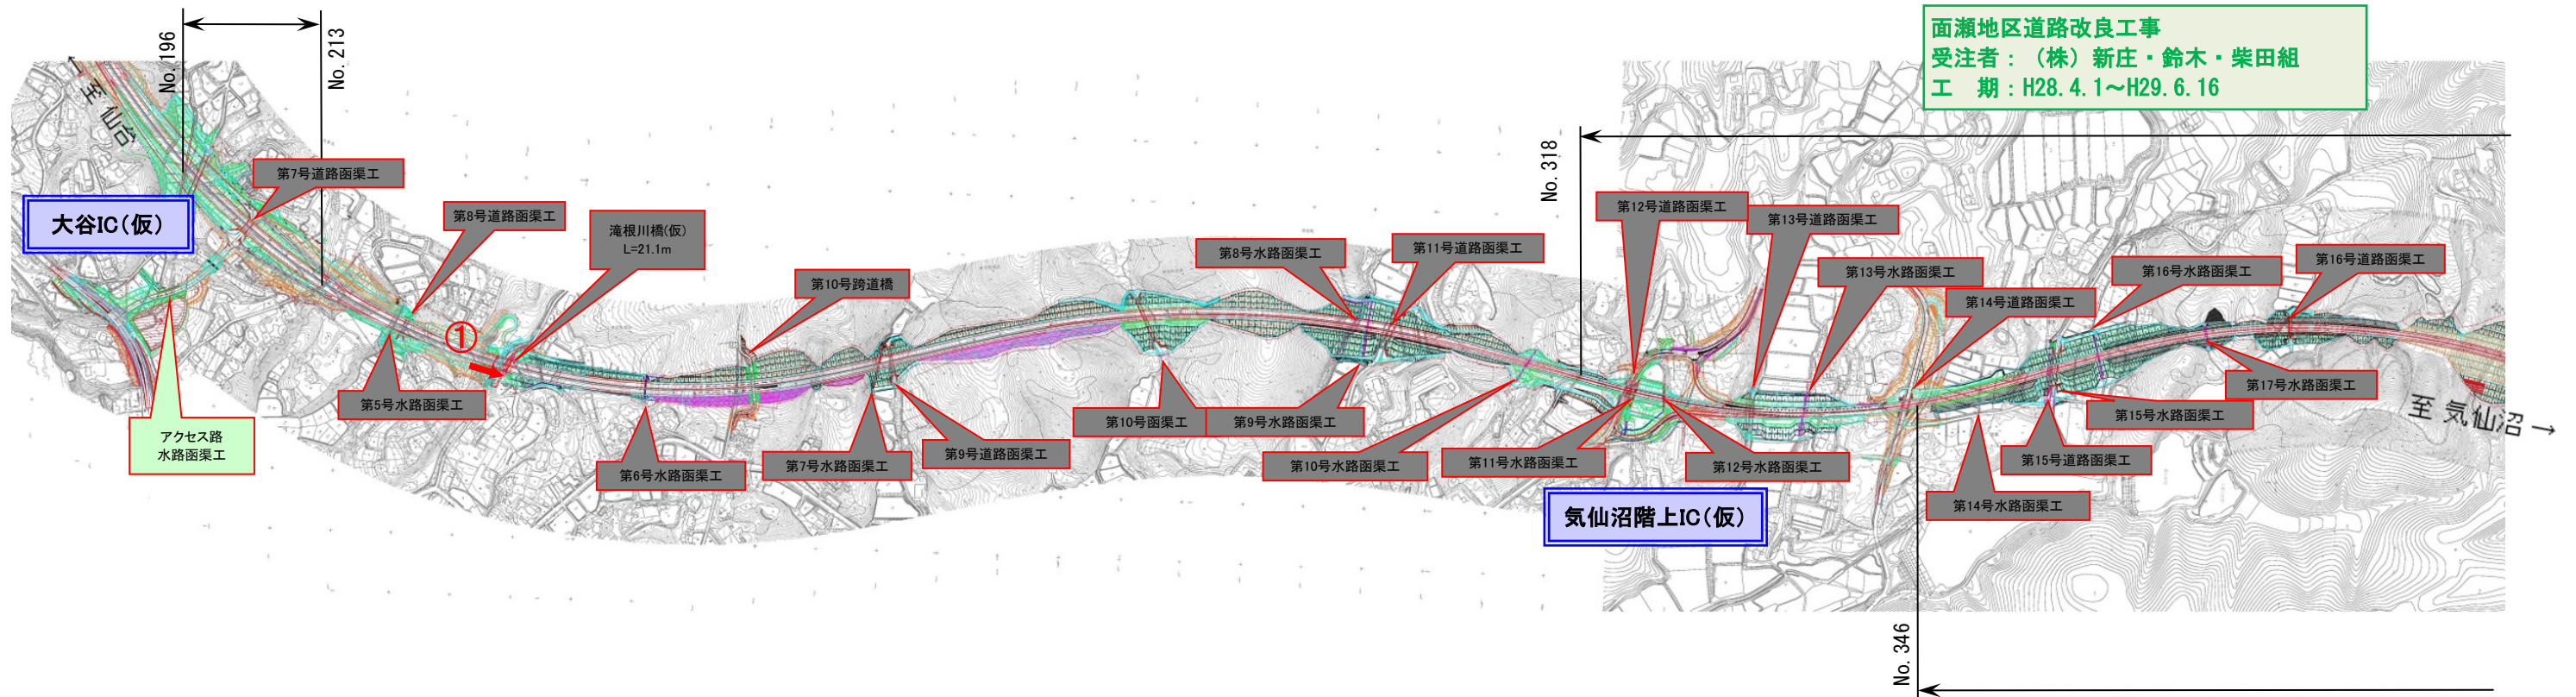 面瀬地区道路改良工事
受注者：（株）新庄・鈴木・柴田組
工　期：H28.4.1～H29.6.16
No.196
No.213
←至 仙台
大谷IC(仮)
第7号道路函渠工
第8号道路函渠工
滝根川橋(仮)
L=21.1m
①
第5号水路函渠工
アクセス路
水路函渠工
第10号跨道橋
第6号水路函渠工
第7号水路函渠工
第9号道路函渠工
第8号水路函渠工
第11号道路函渠工
第10号函渠工
第9号水路函渠工
第10号水路函渠工
第11号水路函渠工
No.318
第12号道路函渠工
第13号道路函渠工
第13号水路函渠工
第14号道路函渠工
第12号水路函渠工
気仙沼階上IC(仮)
第16号水路函渠工
第16号道路函渠工
第17号水路函渠工
第15号水路函渠工
第15号道路函渠工
第14号水路函渠工
至 気仙沼→
No.346